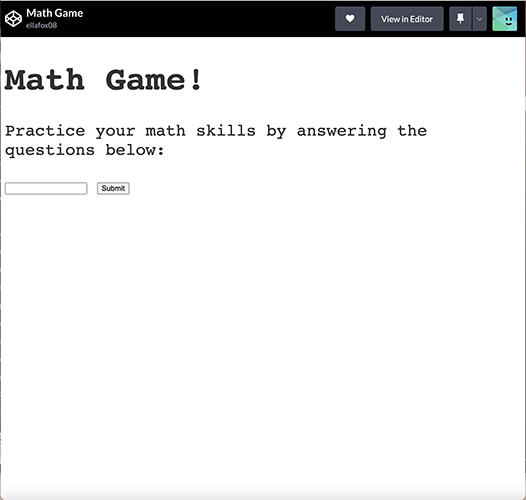 Math Game
ellafox08
View in Editor
Math Game!
Practice your math skills by answering the
questions below:
Submit